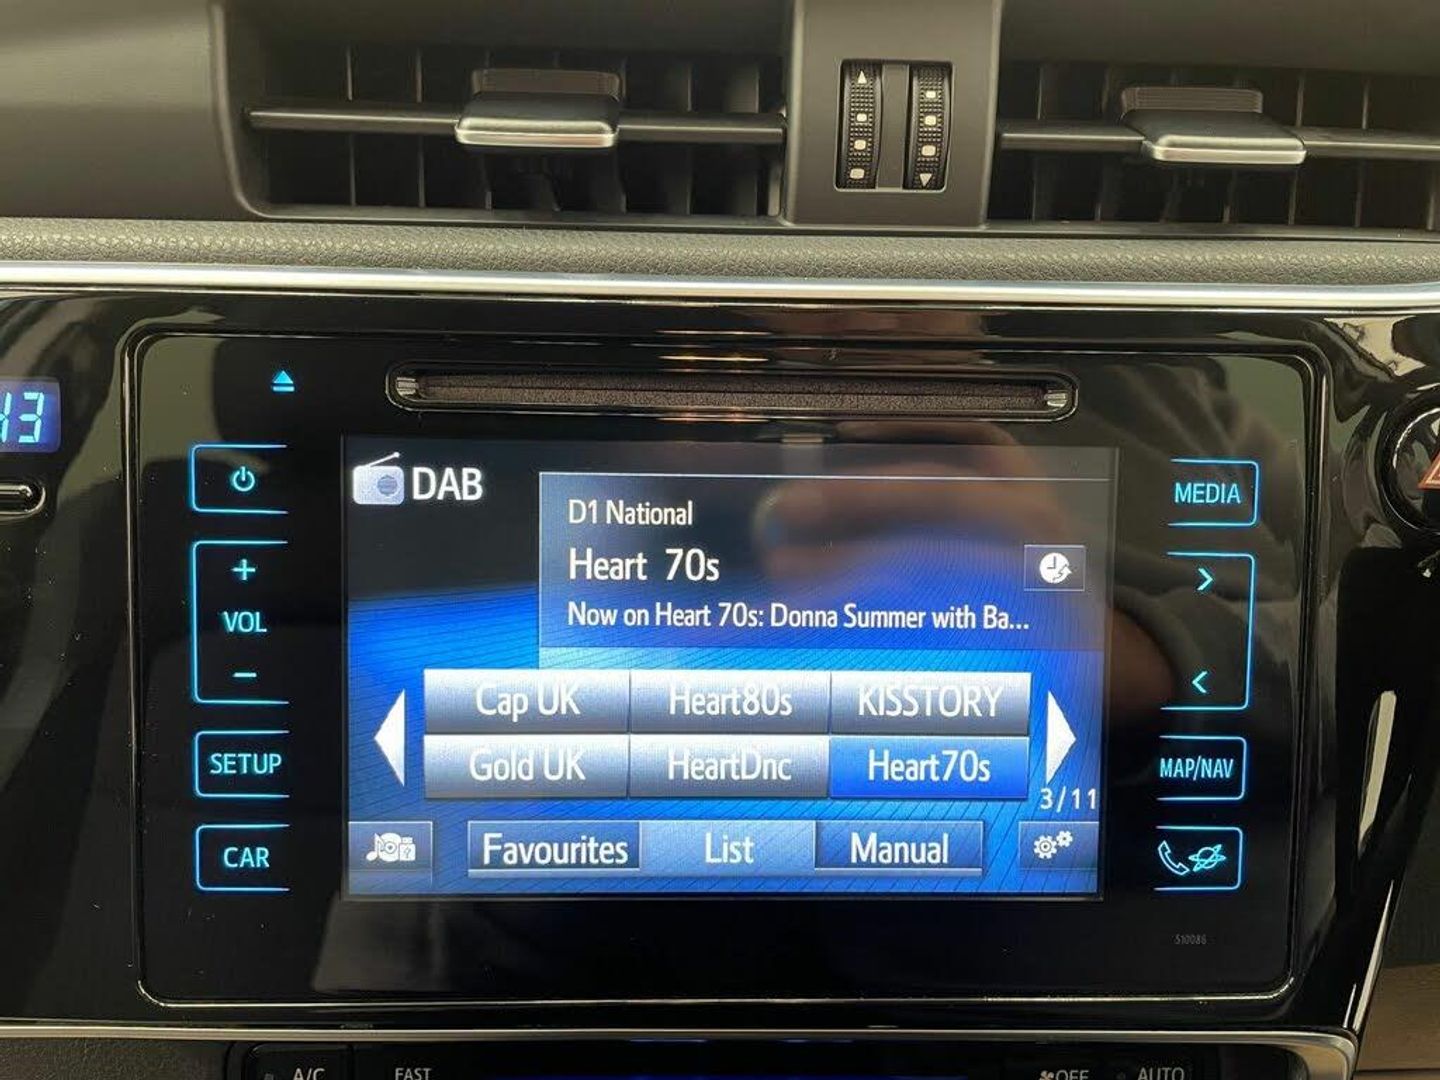 13
DAB
D1 National
Heart 70s
Now on Heart 70s: Donna Summer with Ba...
Cap UK
Heart80s
KISSTORY
Gold UK
HeartDnc
Heart70s
3/11
Favourites
List
Manual
VOL
SETUP
CAR
MEDIA
MAP/NAV
510086
A/C
FAST
OFF
AUTO